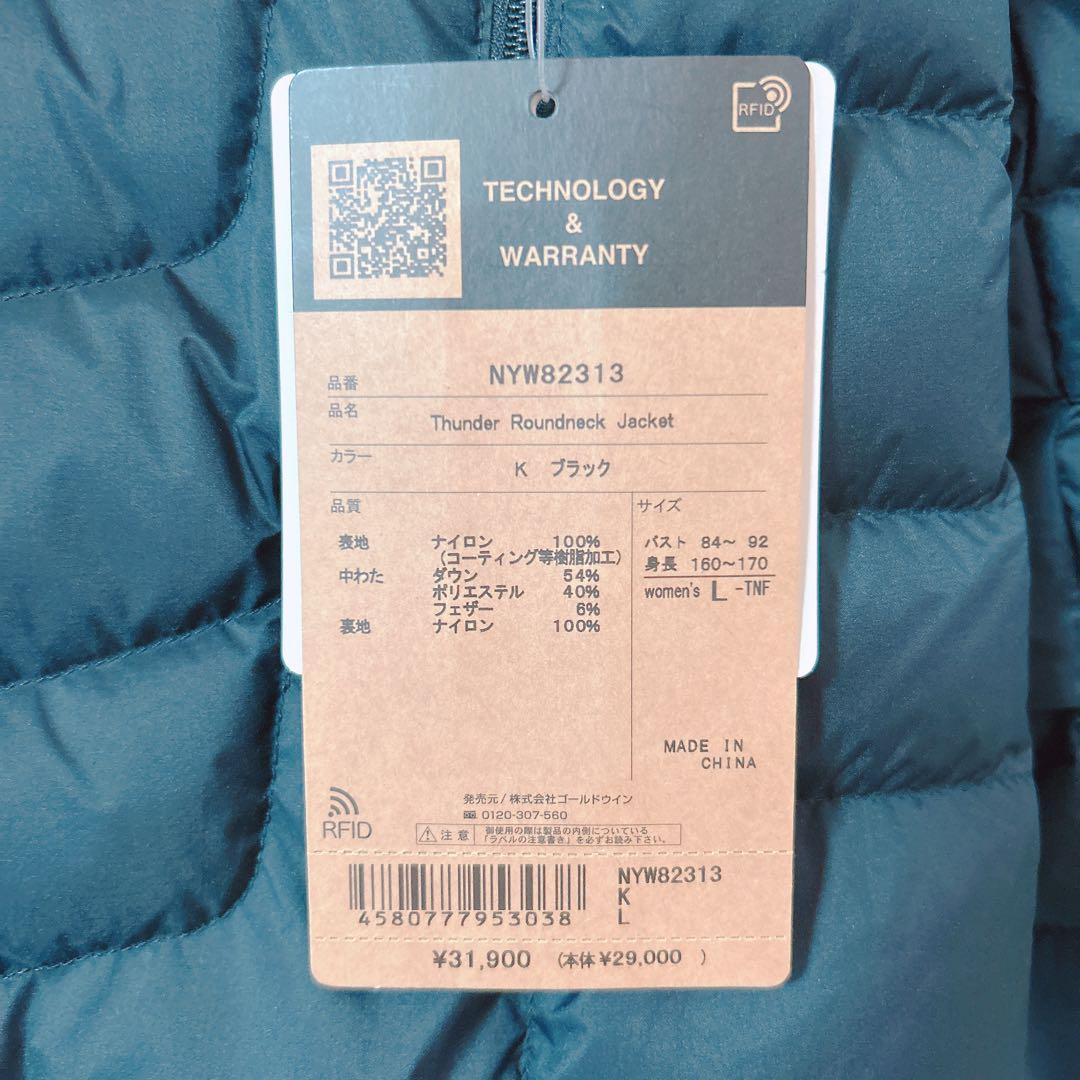 RFID
TECHNOLOGY
&
WARRANTY
品番 NYW82313
品名 Thunder Roundneck Jacket
カラー K ブラック
品質
表地 ナイロン 100%
(コーティング等樹脂加工)
中わた ダウン 54%
ポリエステル 40%
フェザー 6%
裏地 ナイロン 100%
サイズ
バスト 84～ 92
身長 160～170
women's L -TNF
MADE IN
CHINA
発売元/株式会社ゴールドウイン
0120-307-560
RFID
注意 御使用の際は製品の内側についている
「ラベルの注意書き」を必ずお読み下さい。
4580777953038
NYW82313
K
L
¥31,900 (本体¥29,000 )